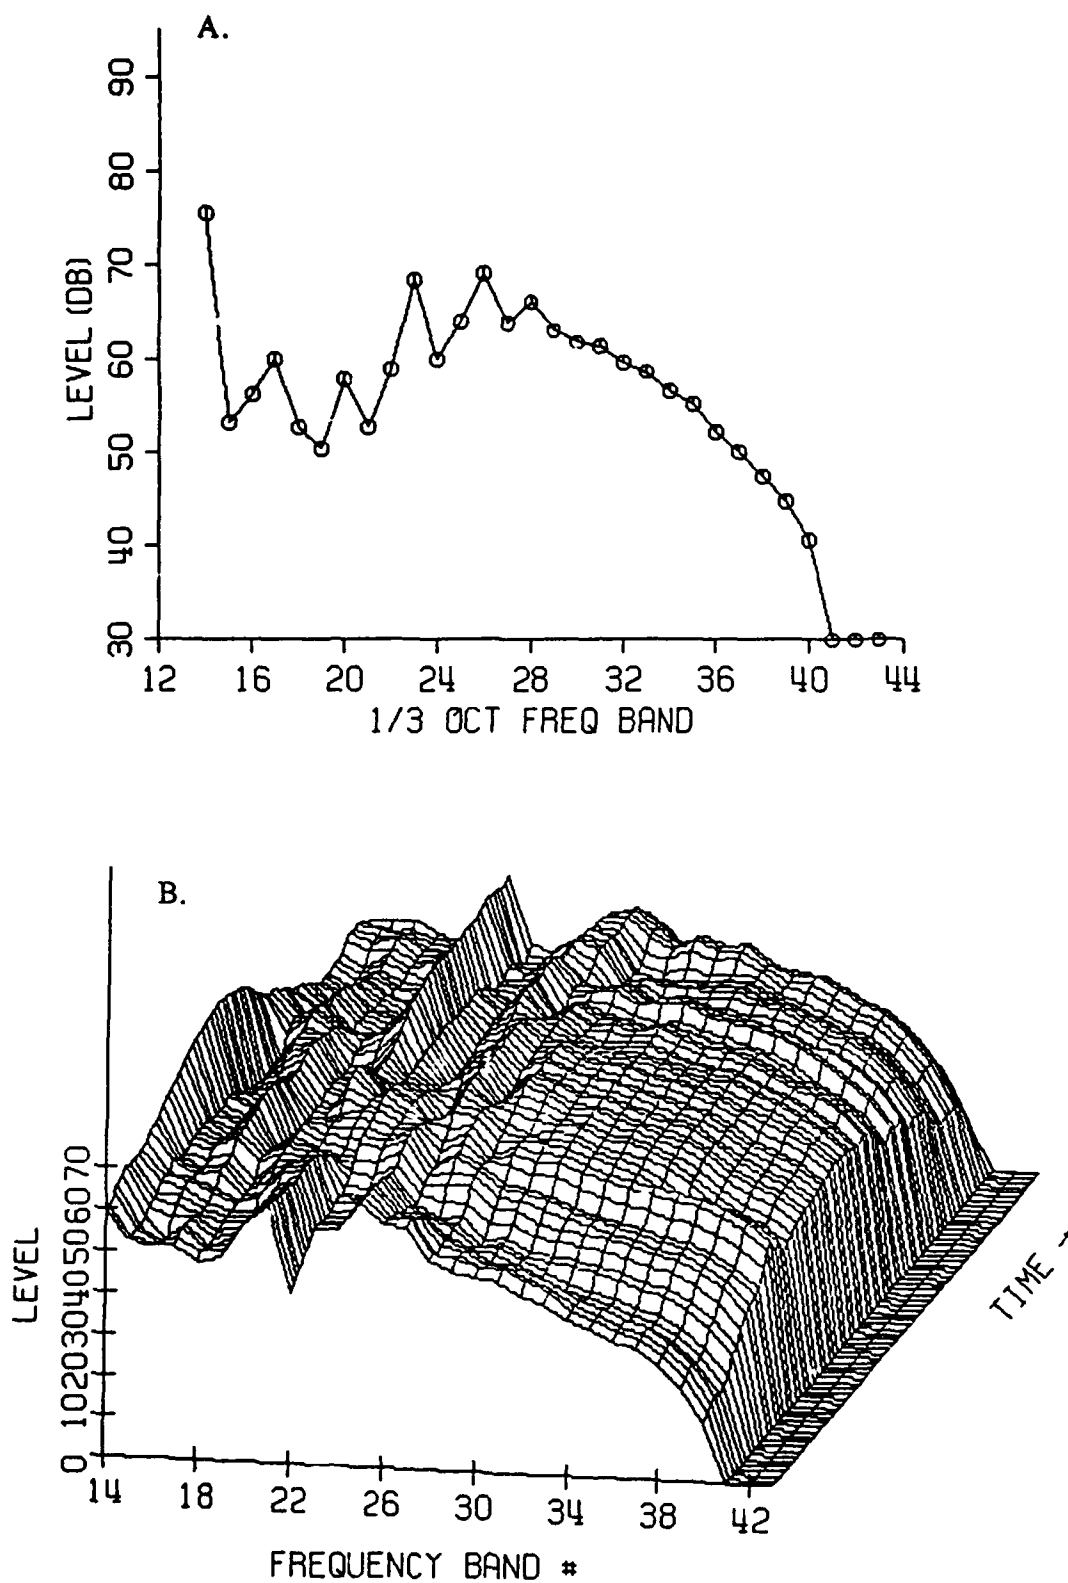 A.
LEVEL (DB)
90
80
70
60
50
40
30
12 16 20 24 28 32 36 40 44
1/3 OCT FREQ BAND
B.
LEVEL
0 10 20 30 40 50 60 70
14 18 22 26 30 34 38 42
FREQUENCY BAND #
TIME →